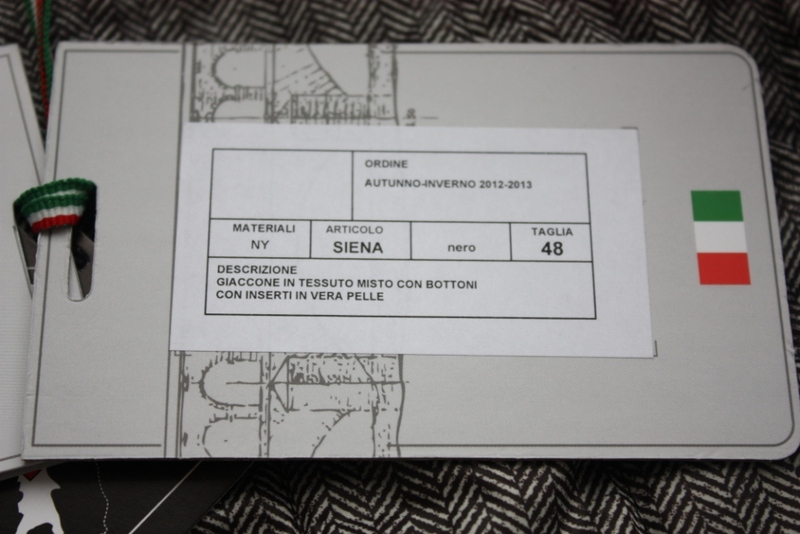 ORDINE
AUTUNNO-INVERNO 2012-2013
MATERIALI
NY
ARTICOLO
SIENA
nero
TAGLIA
48
DESCRIZIONE
GIACCONE IN TESSUTO MISTO CON BOTTONI
CON INSERTI IN VERA PELLE